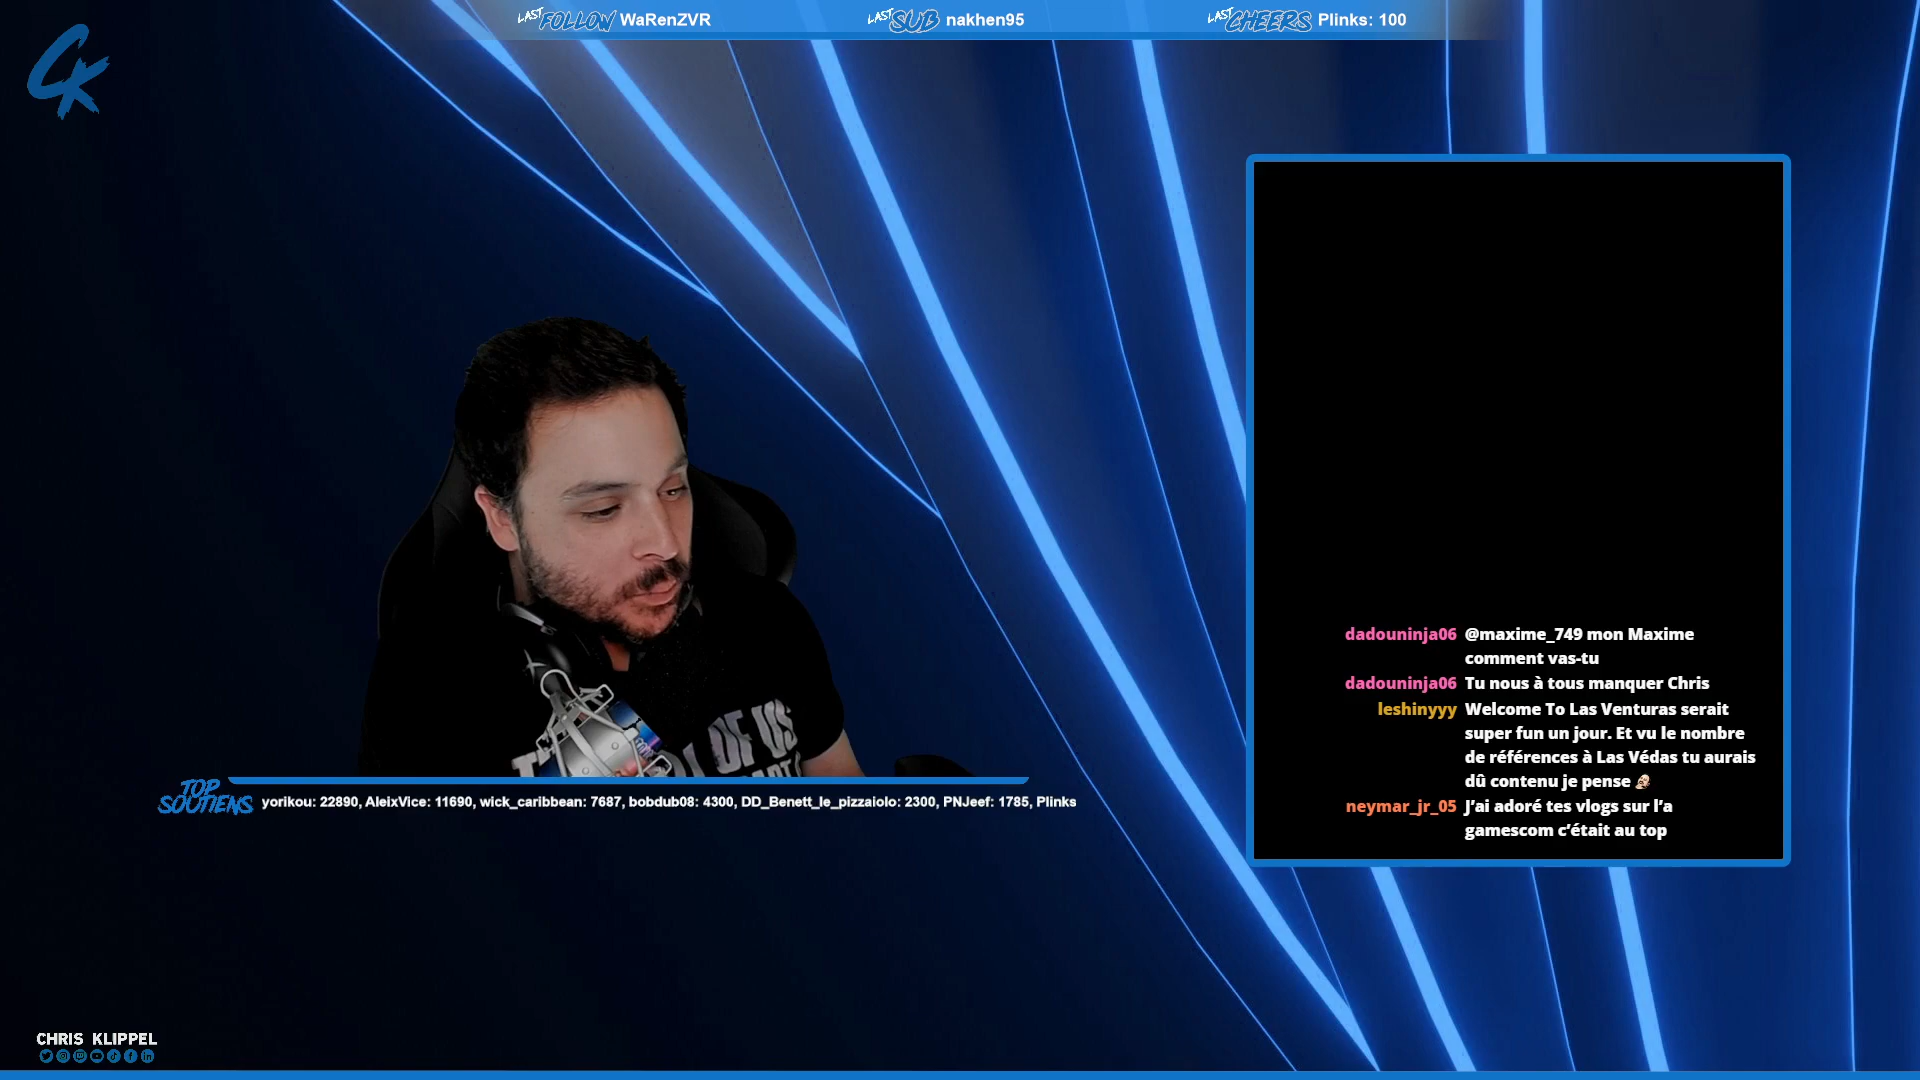 LAST FOLLOW WaRenZVR
LAST SUB nakhen95
LAST CHEERS Plinks: 100
CK
dadouninja06 @maxime_749 mon Maxime
comment vas-tu
dadouninja06 Tu nous à tous manquer Chris
leshinyyy Welcome To Las Venturas serait
super fun un jour. Et vu le nombre
de références à Las Védas tu aurais
dû contenu je pense
neymar_jr_05 J’ai adoré tes vlogs sur l’a
gamescom c’était au top
OF US
TOP SOUTIENS yorikou: 22890, AleixVice: 11690, wick_caribbean: 7687, bobdub08: 4300, DD_Benett_le_pizzaiolo: 2300, PNJeef: 1785, Plinks
CHRIS KLIPPEL